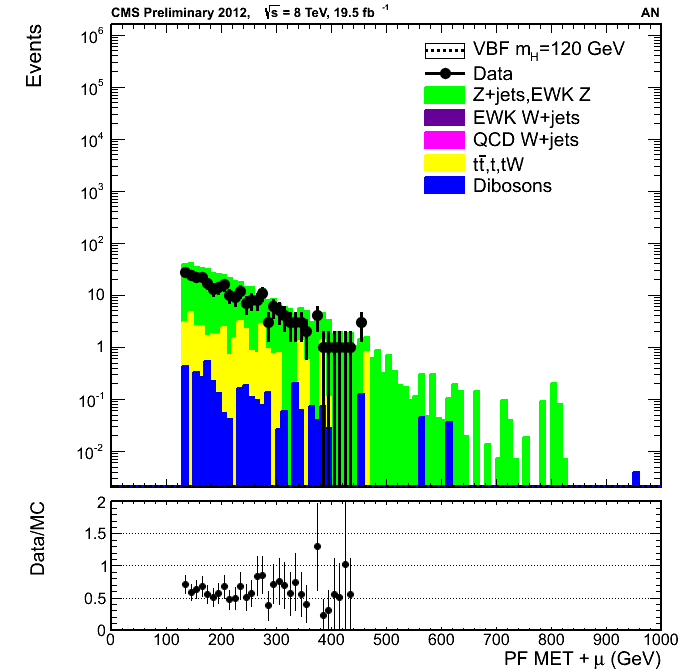 CMS Preliminary 2012, √s = 8 TeV, 19.5 fb⁻¹ AN
Events
10⁶
10⁵
10⁴
10³
10²
10
1
10⁻¹
10⁻²
VBF m_H=120 GeV
Data
Z+jets,EWK Z
EWK W+jets
QCD W+jets
tt̄,t,tW
Dibosons
Data/MC
2
1.5
1
0.5
0
0 100 200 300 400 500 600 700 800 900 1000
PF MET + μ (GeV)